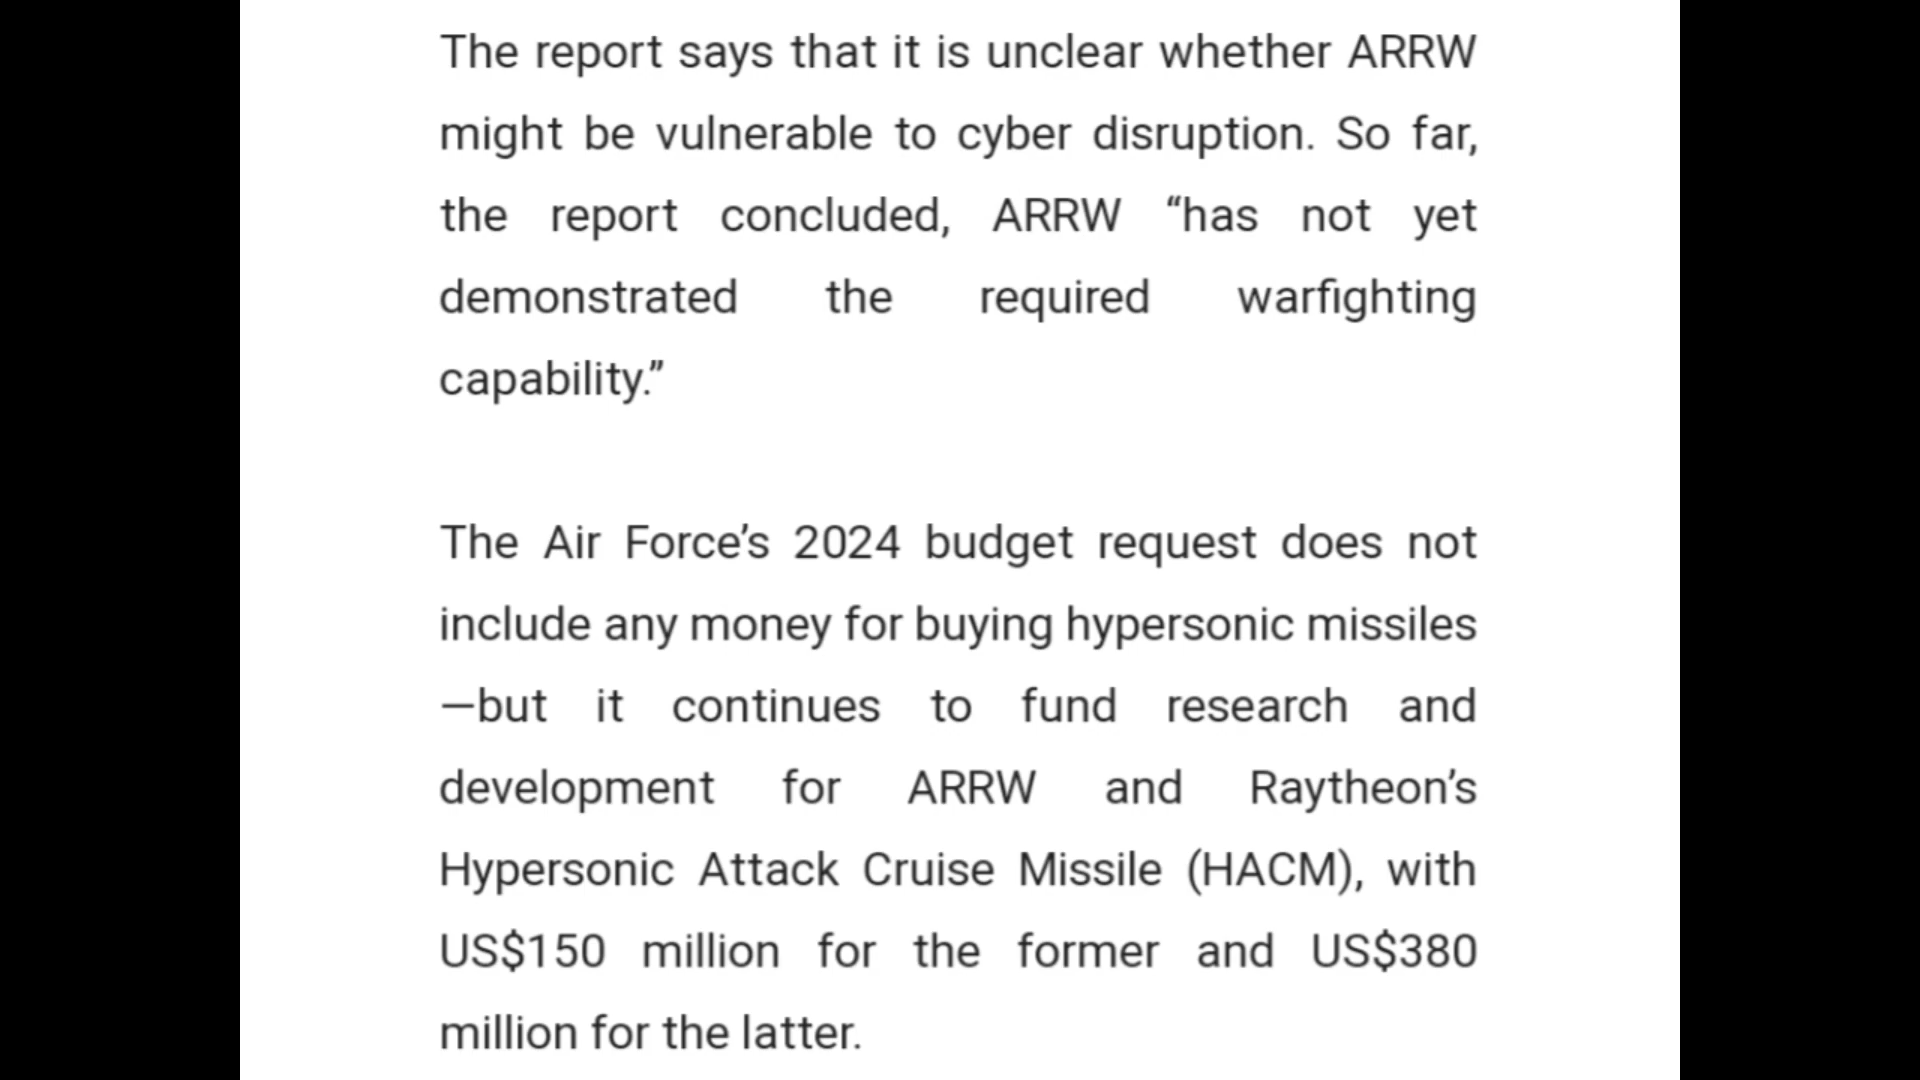 The report says that it is unclear whether ARRW
might be vulnerable to cyber disruption. So far,
the report concluded, ARRW “has not yet
demonstrated the required warfighting
capability.”
The Air Force’s 2024 budget request does not
include any money for buying hypersonic missiles
—but it continues to fund research and
development for ARRW and Raytheon’s
Hypersonic Attack Cruise Missile (HACM), with
US$150 million for the former and US$380
million for the latter.